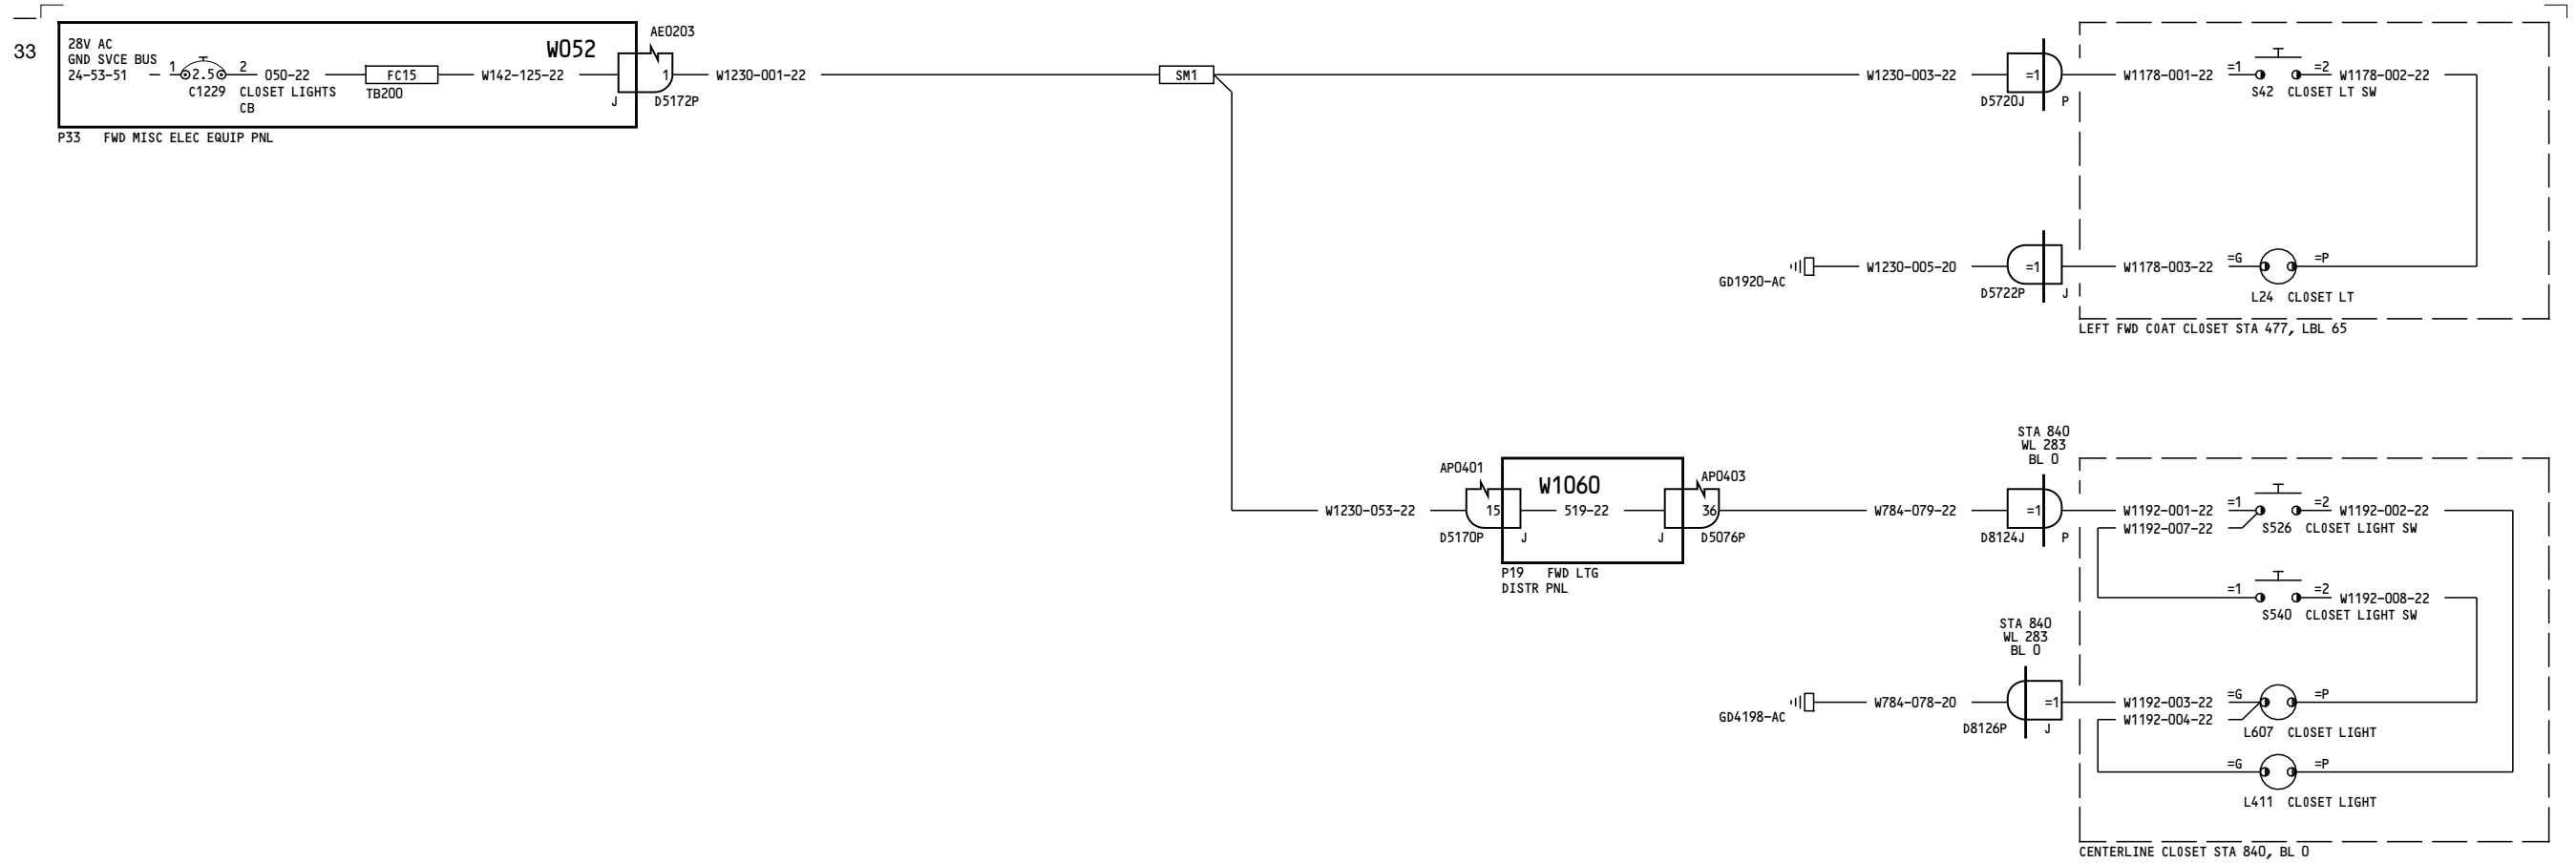 33
28V AC
GND SVCE BUS
24-53-51
1
2.5
2
C1229
050-22
CLOSET LIGHTS
CB
FC15
TB200
W142-125-22
W052
J
AE0203
1
D5172P
P33 FWD MISC ELEC EQUIP PNL
W1230-001-22
SM1
W1230-003-22
=1
D5720J
P
W1178-001-22
=1
=2
W1178-002-22
S42 CLOSET LT SW
GD1920-AC
W1230-005-20
=1
D5722P
J
W1178-003-22
=G
=P
L24 CLOSET LT
LEFT FWD COAT CLOSET STA 477, LBL 65
W1230-053-22
AP0401
15
D5170P
J
W1060
519-22
J
AP0403
36
D5076P
P19 FWD LTG
DISTR PNL
W784-079-22
STA 840
WL 283
BL 0
=1
D8124J
P
W1192-001-22
W1192-007-22
=1
=2
W1192-002-22
S526 CLOSET LIGHT SW
=1
=2
W1192-008-22
S540 CLOSET LIGHT SW
STA 840
WL 283
BL 0
GD4198-AC
W784-078-20
=1
D8126P
J
W1192-003-22
W1192-004-22
=G
=P
L607 CLOSET LIGHT
=G
=P
L411 CLOSET LIGHT
CENTERLINE CLOSET STA 840, BL 0